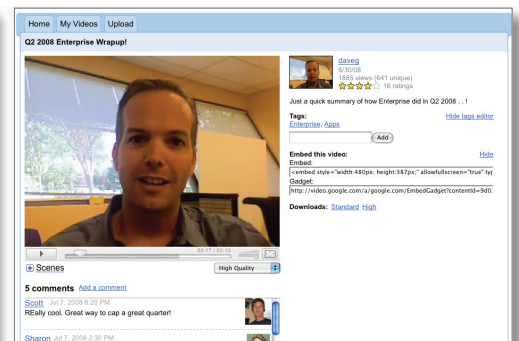 Home My Videos Upload
Q2 2008 Enterprise Wrapup!
daveg
6/30/08
1885 views (641 unique)
16 ratings
Just a quick summary of how Enterprise did in Q2 2008 . . !
Tags:
Hide tags editor
Enterprise, Apps
Add
Embed this video:
Hide
Embed:
<embed style="width:480px; height:387px;" allowfullscreen="true" typ
Gadget:
http://video.google.com/a/google.com/EmbedGadget?contentId=9d0.
Downloads: Standard High
Scenes
High Quality
5 comments Add a comment
Scott Jul 7, 2008 8:20 PM
REally cool. Great way to cap a great quarter!
Sharon Jul 7, 2008 2:30 PM